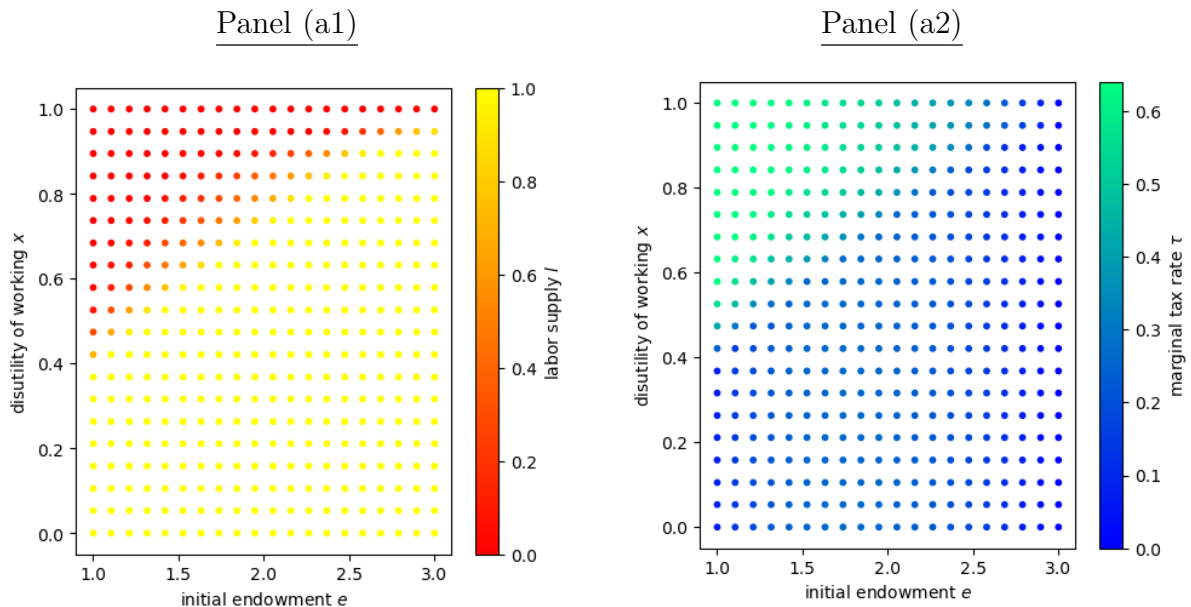 Panel (a1)
1.0
0.8
0.6
0.4
0.2
0.0
disutility of working x
1.0 1.5 2.0 2.5 3.0
initial endowment e
1.0
0.8
0.6
0.4
0.2
0.0
labor supply l
Panel (a2)
1.0
0.8
0.6
0.4
0.2
0.0
disutility of working x
1.0 1.5 2.0 2.5 3.0
initial endowment e
0.6
0.5
0.4
0.3
0.2
0.1
0.0
marginal tax rate τ